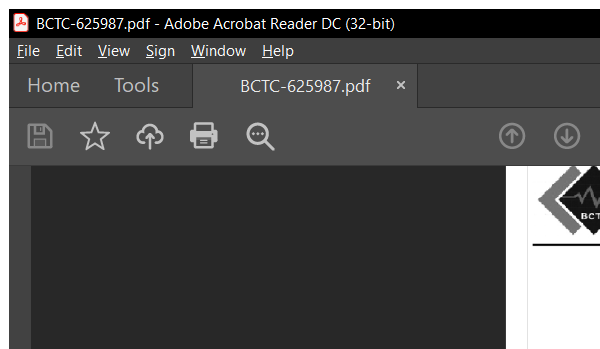 BCTC-625987.pdf - Adobe Acrobat Reader DC (32-bit)
File Edit View Sign Window Help
Home Tools BCTC-625987.pdf ×
BCT